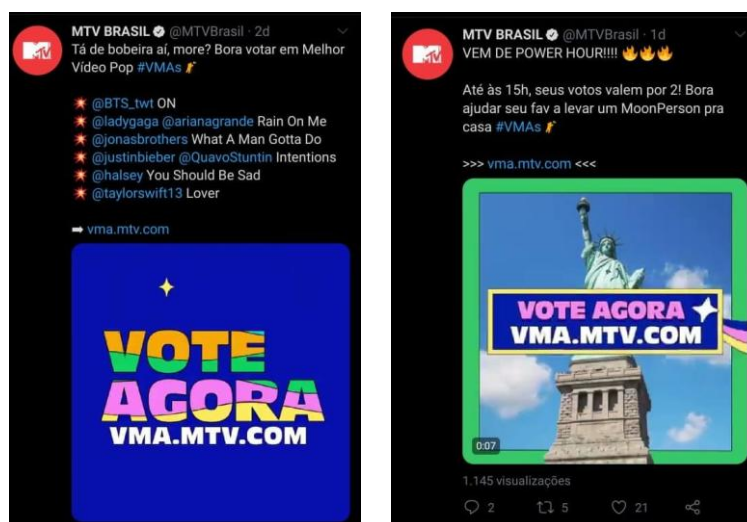 MTV BRASIL @MTVBrasil · 2d
Tá de bobeira aí, more? Bora votar em Melhor
Vídeo Pop #VMAs
@BTS_twt ON
@ladygaga @arianagrande Rain On Me
@jonasbrothers What A Man Gotta Do
@justinbieber @QuavoStuntin Intentions
@halsey You Should Be Sad
@taylorswift13 Lover
➡ vma.mtv.com
VOTE
AGORA
VMA.MTV.COM
MTV BRASIL @MTVBrasil · 1d
VEM DE POWER HOUR!!!! 🔥🔥🔥
Até às 15h, seus votos valem por 2! Bora
ajudar seu fav a levar um MoonPerson pra
casa #VMAs
>>> vma.mtv.com <<<
VOTE AGORA
VMA.MTV.COM
0:07
1.145 visualizações
2 5 21